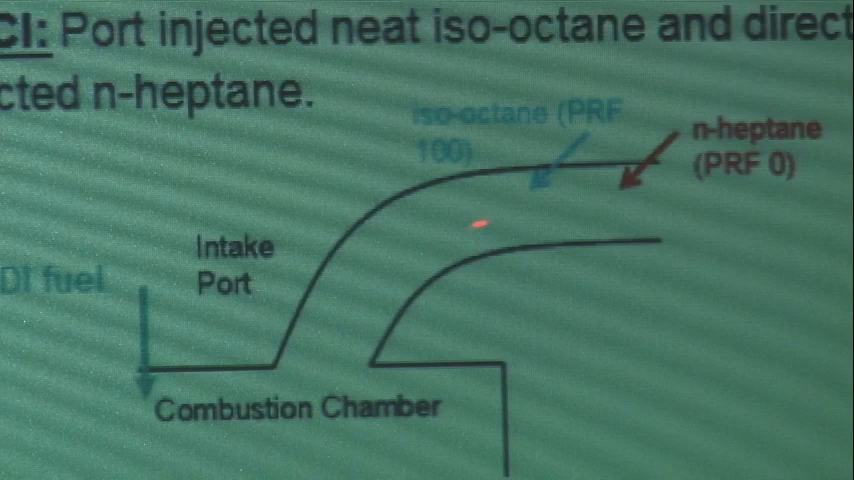 CI: Port injected neat iso-octane and direct
cted n-heptane.
iso-octane (PRF
100)
n-heptane
(PRF 0)
Intake
Port
DI fuel
Combustion Chamber